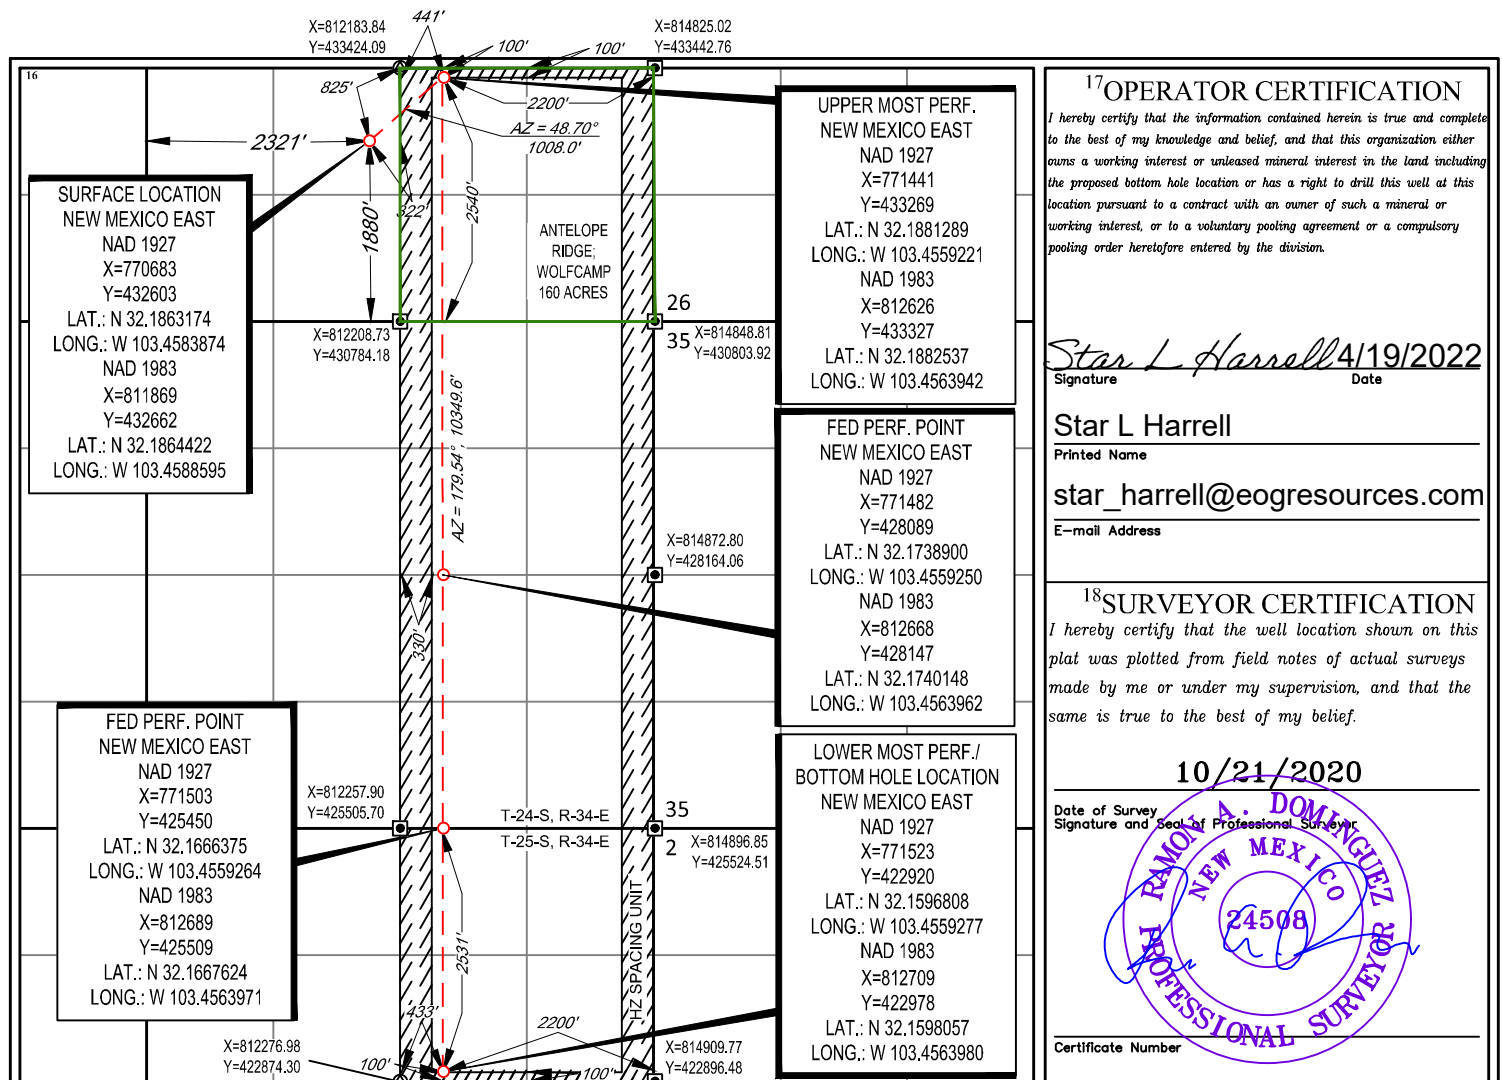 X=812183.84
Y=433424.09
441'
100'
100'
X=814825.02
Y=433442.76
16
825'
2200'
AZ = 48.70°
1008.0'
2321'
322'
1880'
2540'
SURFACE LOCATION
NEW MEXICO EAST
NAD 1927
X=770683
Y=432603
LAT.: N 32.1863174
LONG.: W 103.4583874
NAD 1983
X=811869
Y=432662
LAT.: N 32.1864422
LONG.: W 103.4588595
ANTELOPE
RIDGE;
WOLFCAMP
160 ACRES
UPPER MOST PERF.
NEW MEXICO EAST
NAD 1927
X=771441
Y=433269
LAT.: N 32.1881289
LONG.: W 103.4559221
NAD 1983
X=812626
Y=433327
LAT.: N 32.1882537
LONG.: W 103.4563942
26
35
X=812208.73
Y=430784.18
X=814848.81
Y=430803.92
AZ = 179.54°, 10349.6'
FED PERF. POINT
NEW MEXICO EAST
NAD 1927
X=771482
Y=428089
LAT.: N 32.1738900
LONG.: W 103.4559250
NAD 1983
X=812668
Y=428147
LAT.: N 32.1740148
LONG.: W 103.4563962
X=814872.80
Y=428164.06
330'
FED PERF. POINT
NEW MEXICO EAST
NAD 1927
X=771503
Y=425450
LAT.: N 32.1666375
LONG.: W 103.4559264
NAD 1983
X=812689
Y=425509
LAT.: N 32.1667624
LONG.: W 103.4563971
X=812257.90
Y=425505.70
T-24-S, R-34-E
T-25-S, R-34-E
35
2
X=814896.85
Y=425524.51
LOWER MOST PERF./
BOTTOM HOLE LOCATION
NEW MEXICO EAST
NAD 1927
X=771523
Y=422920
LAT.: N 32.1596808
LONG.: W 103.4559277
NAD 1983
X=812709
Y=422978
LAT.: N 32.1598057
LONG.: W 103.4563980
HZ SPACING UNIT
2531'
433'
2200'
100'
100'
X=812276.98
Y=422874.30
X=814909.77
Y=422896.48
17 OPERATOR CERTIFICATION
I hereby certify that the information contained herein is true and complete
to the best of my knowledge and belief, and that this organization either
owns a working interest or unleased mineral interest in the land including
the proposed bottom hole location or has a right to drill this well at this
location pursuant to a contract with an owner of such a mineral or
working interest, or to a voluntary pooling agreement or a compulsory
pooling order heretofore entered by the division.
Star L Harrell 4/19/2022
Signature Date
Star L Harrell
Printed Name
star_harrell@eogresources.com
E-mail Address
18 SURVEYOR CERTIFICATION
I hereby certify that the well location shown on this
plat was plotted from field notes of actual surveys
made by me or under my supervision, and that the
same is true to the best of my belief.
10/21/2020
Date of Survey
Signature and Seal of Professional Surveyor
RAMON A. DOMINGUEZ
NEW MEXICO
24508
PROFESSIONAL SURVEYOR
Certificate Number